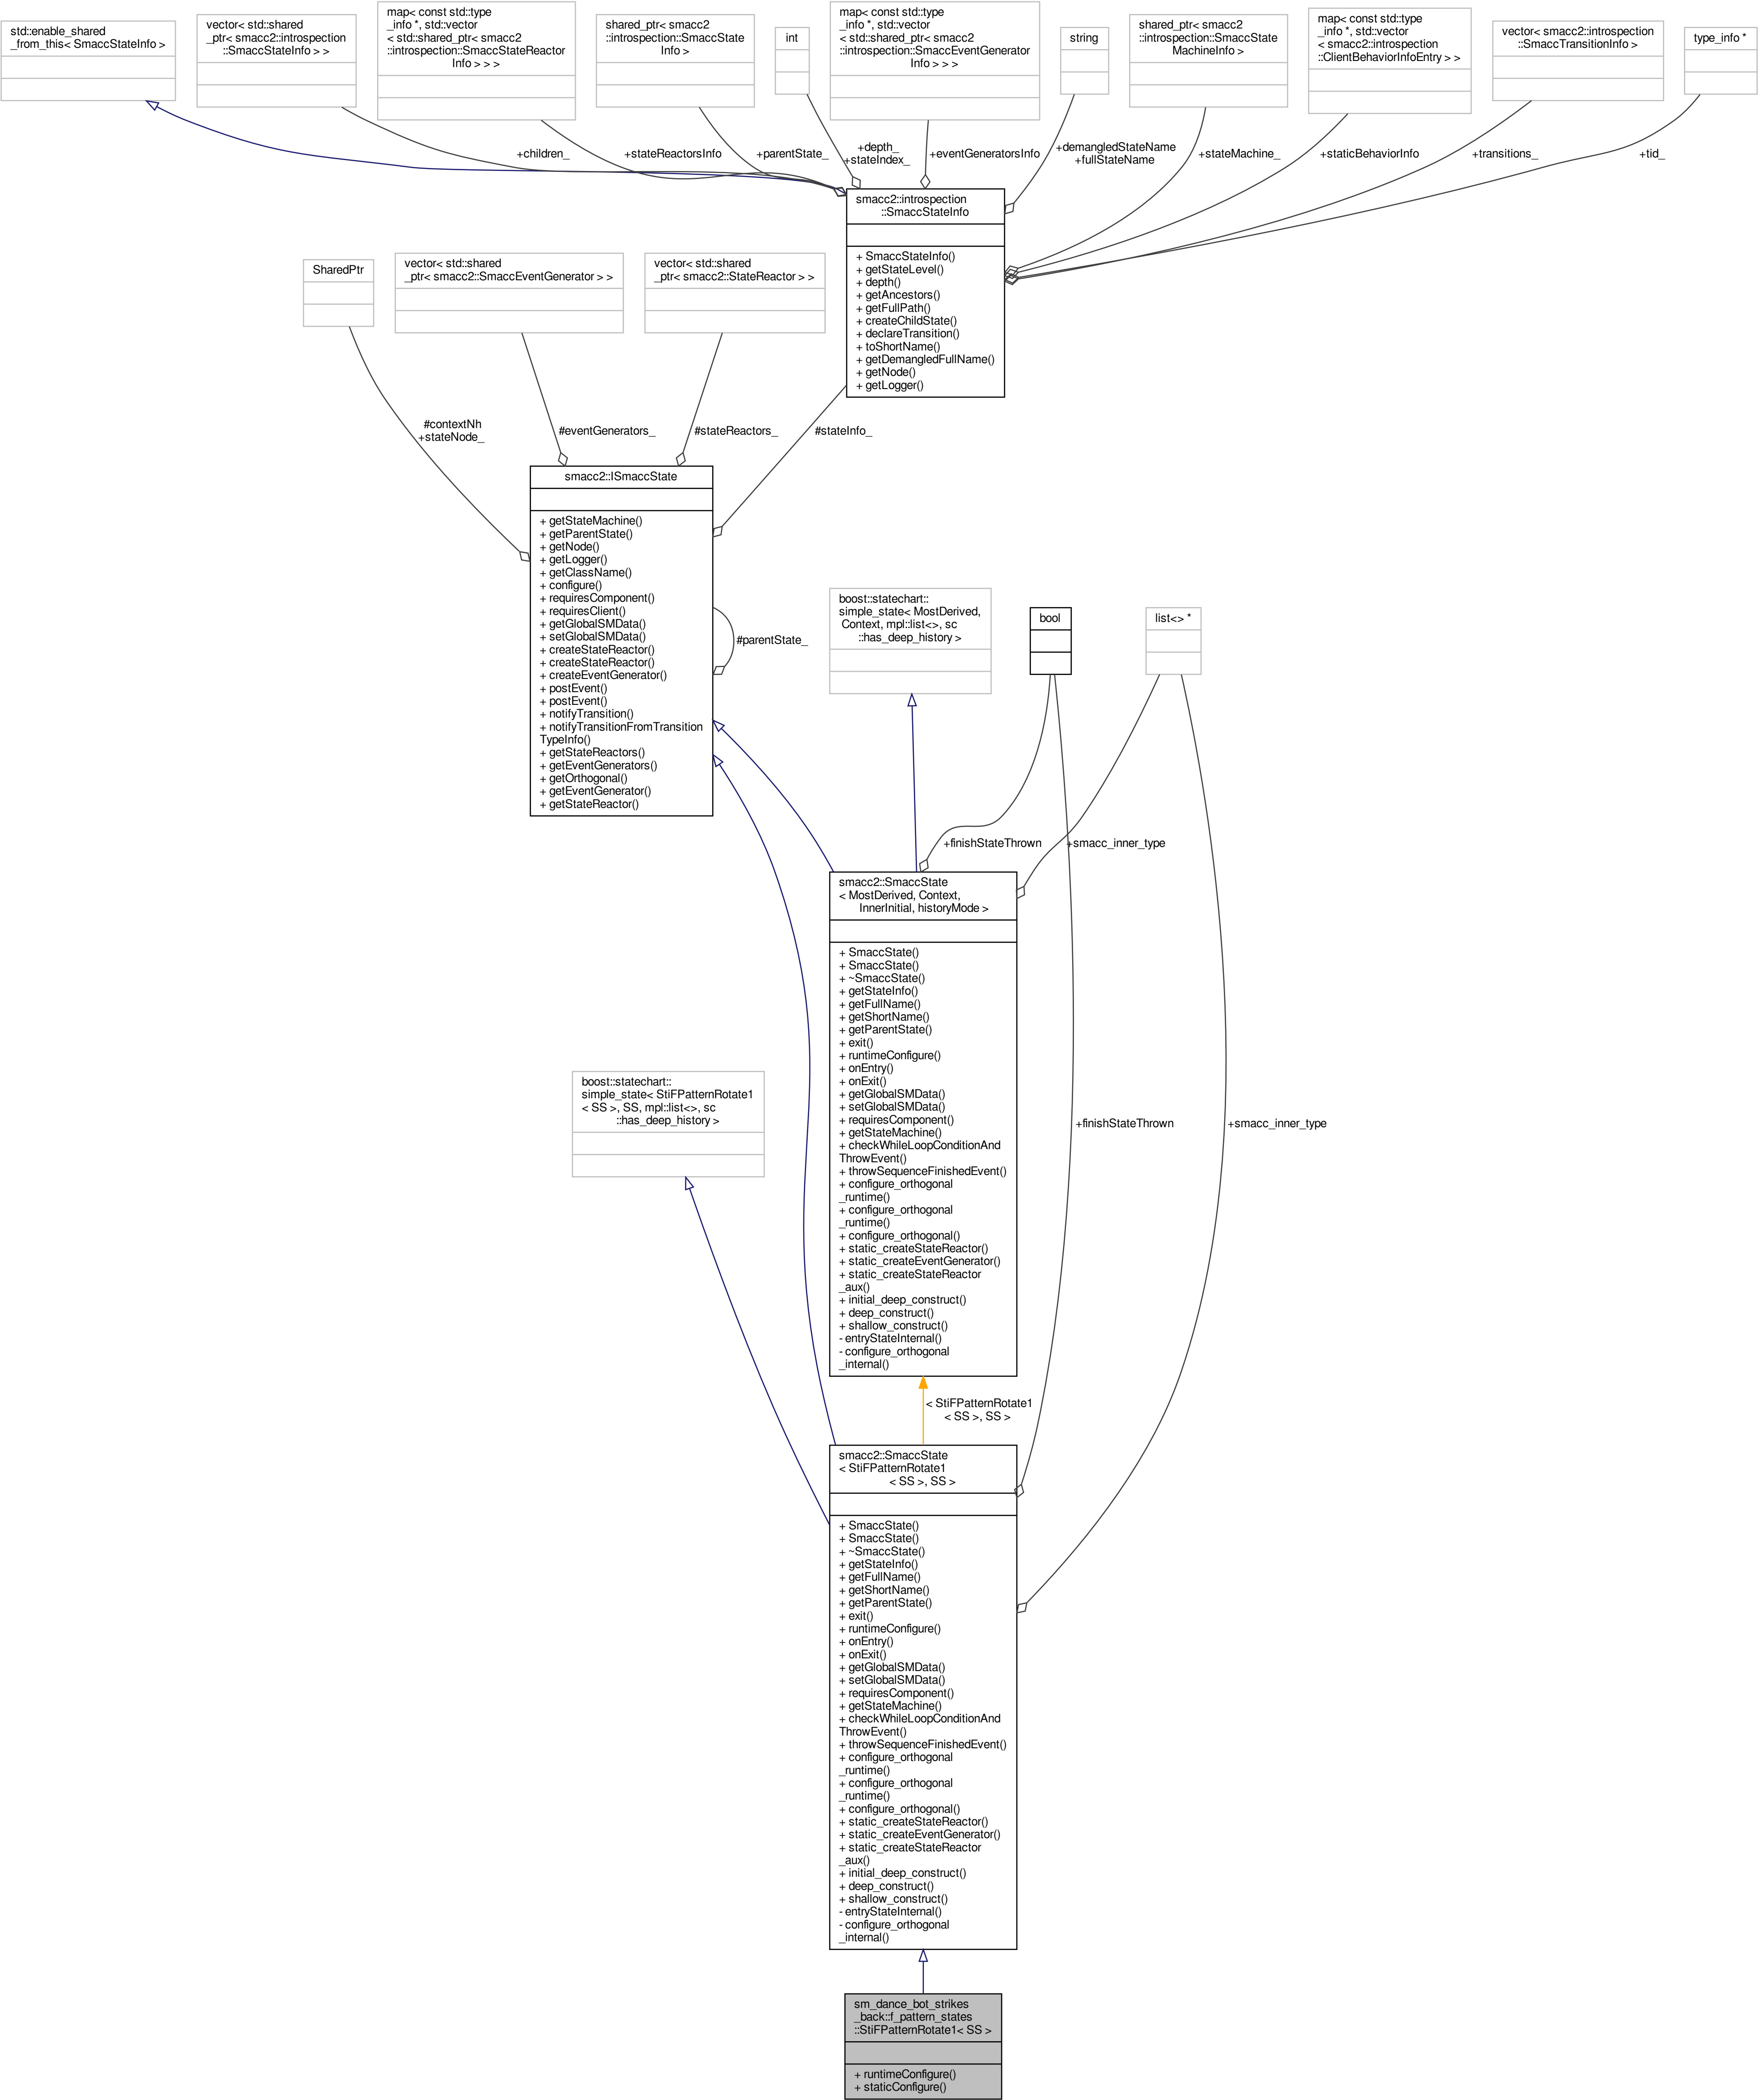 std::enable_shared
_from_this< SmaccStateInfo >
vector< std::shared
_ptr< smacc2::introspection
::SmaccStateInfo > >
map< const std::type
_info *, std::vector
< std::shared_ptr< smacc2
::introspection::SmaccStateReactor
Info > > >
shared_ptr< smacc2
::introspection::SmaccState
Info >
int
map< const std::type
_info *, std::vector
< std::shared_ptr< smacc2
::introspection::SmaccEventGenerator
Info > > >
string
shared_ptr< smacc2
::introspection::SmaccState
MachineInfo >
map< const std::type
_info *, std::vector
< smacc2::introspection
::ClientBehaviorInfoEntry > >
vector< smacc2::introspection
::SmaccTransitionInfo >
type_info *
+children_
+stateReactorsInfo
+parentState_
+depth_
+stateIndex_
+eventGeneratorsInfo
+demangledStateName
+fullStateName
+stateMachine_
+staticBehaviorInfo
+transitions_
+tid_
smacc2::introspection
::SmaccStateInfo
+ SmaccStateInfo()
+ getStateLevel()
+ depth()
+ getAncestors()
+ getFullPath()
+ createChildState()
+ declareTransition()
+ toShortName()
+ getDemangledFullName()
+ getNode()
+ getLogger()
SharedPtr
vector< std::shared
_ptr< smacc2::SmaccEventGenerator > >
vector< std::shared
_ptr< smacc2::StateReactor > >
#contextNh
+stateNode_
#eventGenerators_
#stateReactors_
#stateInfo_
smacc2::ISmaccState
+ getStateMachine()
+ getParentState()
+ getNode()
+ getLogger()
+ getClassName()
+ configure()
+ requiresComponent()
+ requiresClient()
+ getGlobalSMData()
+ setGlobalSMData()
+ createStateReactor()
+ createStateReactor()
+ createEventGenerator()
+ postEvent()
+ postEvent()
+ notifyTransition()
+ notifyTransitionFromTransition
TypeInfo()
+ getStateReactors()
+ getEventGenerators()
+ getOrthogonal()
+ getEventGenerator()
+ getStateReactor()
#parentState_
boost::statechart::
simple_state< MostDerived,
Context, mpl::list<>, sc
::has_deep_history >
bool
list<> *
+finishStateThrown
+smacc_inner_type
smacc2::SmaccState
< MostDerived, Context,
InnerInitial, historyMode >
+ SmaccState()
+ SmaccState()
+ ~SmaccState()
+ getStateInfo()
+ getFullName()
+ getShortName()
+ getParentState()
+ exit()
+ runtimeConfigure()
+ onEntry()
+ onExit()
+ getGlobalSMData()
+ setGlobalSMData()
+ requiresComponent()
+ getStateMachine()
+ checkWhileLoopConditionAnd
ThrowEvent()
+ throwSequenceFinishedEvent()
+ configure_orthogonal
_runtime()
+ configure_orthogonal
_runtime()
+ configure_orthogonal()
+ static_createStateReactor()
+ static_createEventGenerator()
+ static_createStateReactor
_aux()
+ initial_deep_construct()
+ deep_construct()
+ shallow_construct()
- entryStateInternal()
- configure_orthogonal
_internal()
boost::statechart::
simple_state< StiFPatternRotate1
< SS >, SS, mpl::list<>, sc
::has_deep_history >
+finishStateThrown
+smacc_inner_type
< StiFPatternRotate1
< SS >, SS >
smacc2::SmaccState
< StiFPatternRotate1
< SS >, SS >
+ SmaccState()
+ SmaccState()
+ ~SmaccState()
+ getStateInfo()
+ getFullName()
+ getShortName()
+ getParentState()
+ exit()
+ runtimeConfigure()
+ onEntry()
+ onExit()
+ getGlobalSMData()
+ setGlobalSMData()
+ requiresComponent()
+ getStateMachine()
+ checkWhileLoopConditionAnd
ThrowEvent()
+ throwSequenceFinishedEvent()
+ configure_orthogonal
_runtime()
+ configure_orthogonal
_runtime()
+ configure_orthogonal()
+ static_createStateReactor()
+ static_createEventGenerator()
+ static_createStateReactor
_aux()
+ initial_deep_construct()
+ deep_construct()
+ shallow_construct()
- entryStateInternal()
- configure_orthogonal
_internal()
sm_dance_bot_strikes
_back::f_pattern_states
::StiFPatternRotate1< SS >
+ runtimeConfigure()
+ staticConfigure()